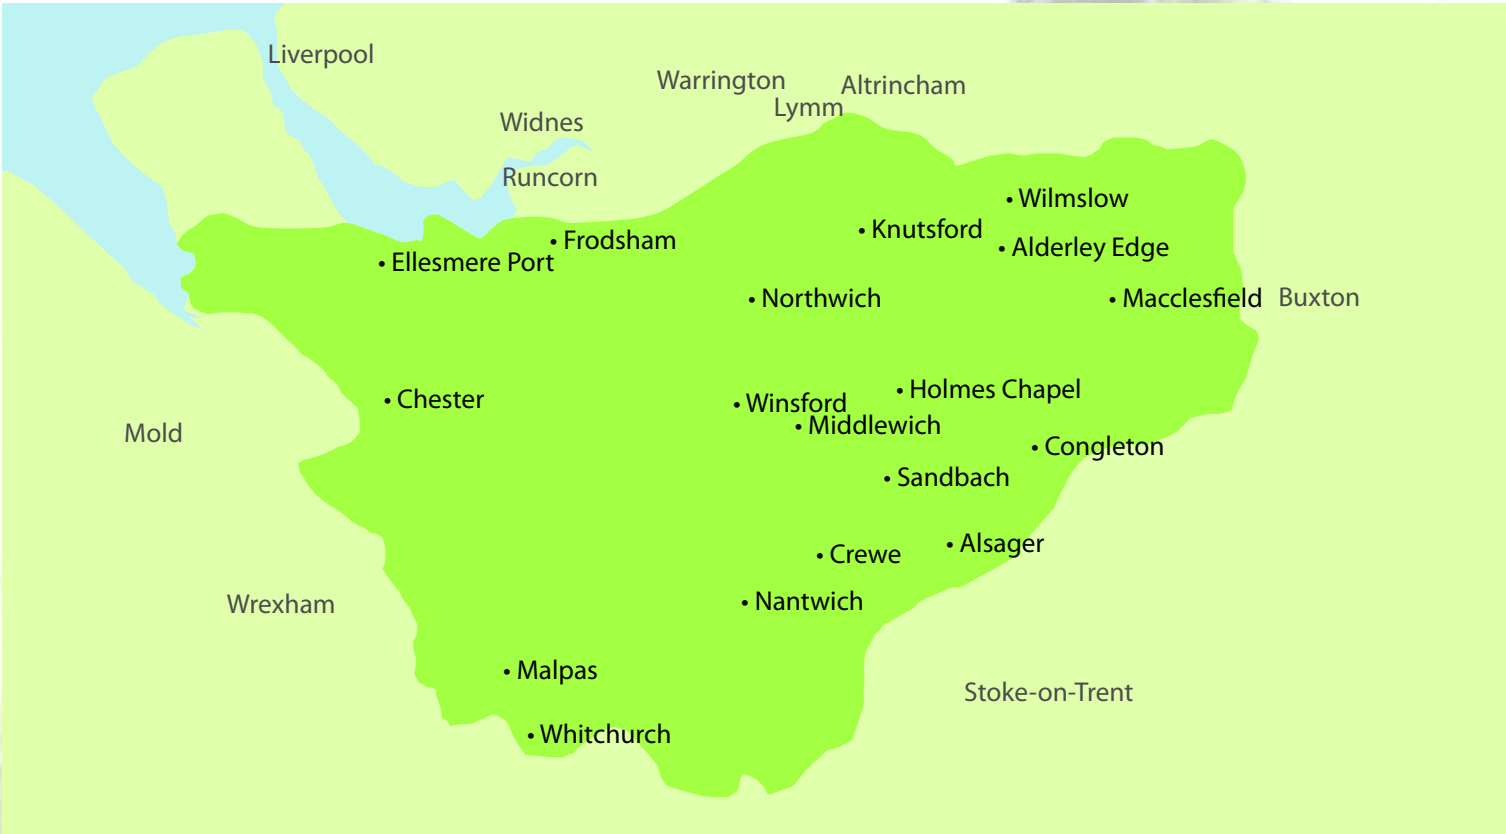 Liverpool
Warrington
Altrincham
Lymm
Widnes
Runcorn
• Wilmslow
• Knutsford
• Frodsham
• Alderley Edge
• Ellesmere Port
• Northwich
• Macclesfield
Buxton
• Holmes Chapel
• Chester
• Winsford
• Middlewich
Mold
• Congleton
• Sandbach
• Alsager
• Crewe
• Nantwich
Wrexham
• Malpas
Stoke-on-Trent
• Whitchurch